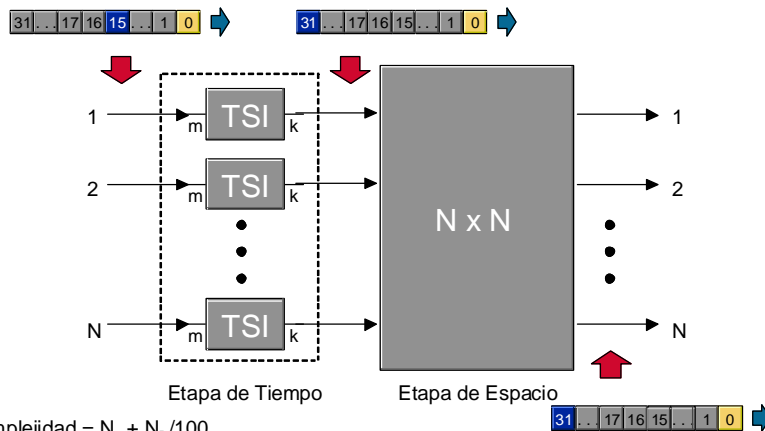 31 . . . 17 16 15 . . . 1 0
31 . . . 17 16 15 . . . 1 0
1 m TSI k 1
2 m TSI k 2
N x N
N m TSI k N
Etapa de Tiempo
Etapa de Espacio
31 . . . 17 16 15 . . . 1 0